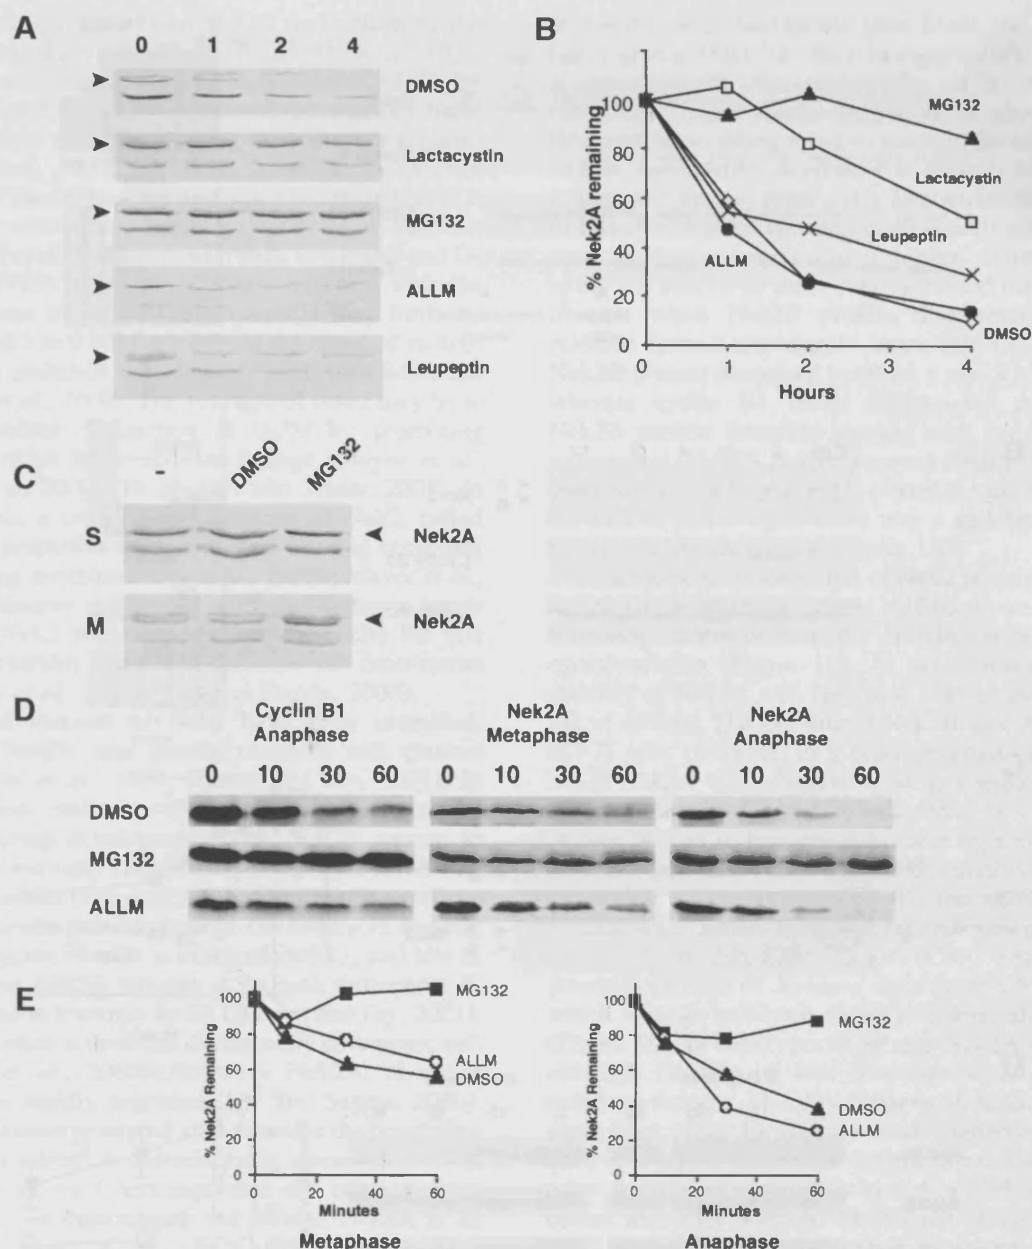 A
0 1 2 4
DMSO
Lactacystin
MG132
ALLM
Leupeptin
B
% Nek2A remaining
100
80
60
40
20
0
0 1 2 3 4
Hours
MG132
Lactacystin
Leupeptin
ALLM
DMSO
C
- DMSO MG132
S Nek2A
M Nek2A
D
Cyclin B1
Anaphase
Nek2A
Metaphase
Nek2A
Anaphase
0 10 30 60 0 10 30 60 0 10 30 60
DMSO
MG132
ALLM
E
% Nek2A Remaining
100
80
60
40
20
0
0 20 40 60
Minutes
Metaphase
MG132
ALLM
DMSO
% Nek2A Remaining
100
80
60
40
20
0
0 20 40 60
Minutes
Anaphase
MG132
DMSO
ALLM